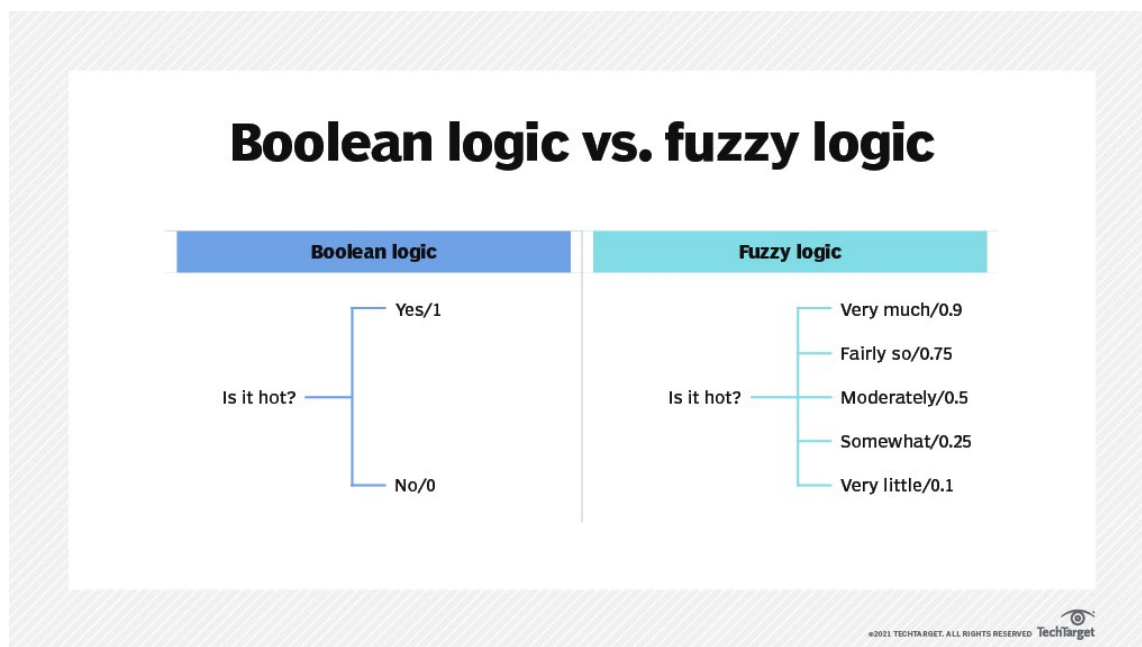 Boolean logic vs. fuzzy logic
Boolean logic
Is it hot?
Yes/1
No/0
Fuzzy logic
Is it hot?
Very much/0.9
Fairly so/0.75
Moderately/0.5
Somewhat/0.25
Very little/0.1
©2021 TECHTARGET. ALL RIGHTS RESERVED TechTarget